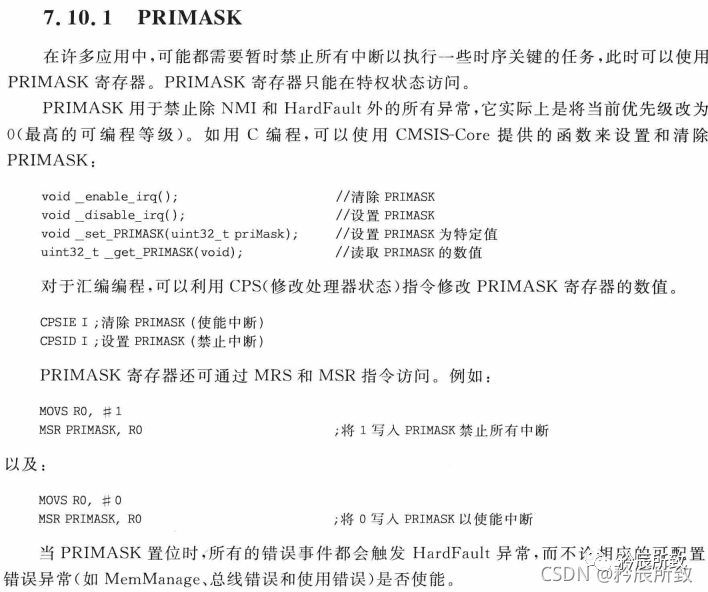 7.10.1 PRIMASK
在许多应用中,可能都需要暂时禁止所有中断以执行一些时序关键的任务,此时可以使用
PRIMASK 寄存器。PRIMASK 寄存器只能在特权状态访问。
PRIMASK 用于禁止除 NMI 和 HardFault 外的所有异常,它实际上是将当前优先级改为
0(最高的可编程等级)。如用 C 编程,可以使用 CMSIS-Core 提供的函数来设置和清除
PRIMASK:
void _enable_irq(); //清除 PRIMASK
void _disable_irq(); //设置 PRIMASK
void _set_PRIMASK(uint32_t priMask); //设置 PRIMASK 为特定值
uint32_t _get_PRIMASK(void); //读取 PRIMASK 的数值
对于汇编编程,可以利用 CPS(修改处理器状态)指令修改 PRIMASK 寄存器的数值。
CPSIE I ;清除 PRIMASK (使能中断)
CPSID I ;设置 PRIMASK (禁止中断)
PRIMASK 寄存器还可通过 MRS 和 MSR 指令访问。例如:
MOVS R0, #1
MSR PRIMASK, R0 ;将 1 写入 PRIMASK 禁止所有中断
以及:
MOVS R0, #0
MSR PRIMASK, R0 ;将 0 写入 PRIMASK 以使能中断
当 PRIMASK 置位时,所有的错误事件都会触发 HardFault 异常,而不论相应的可配置
错误异常(如 MemManage、总线错误和使用错误)是否使能。
矜辰所致
CSDN @矜辰所致